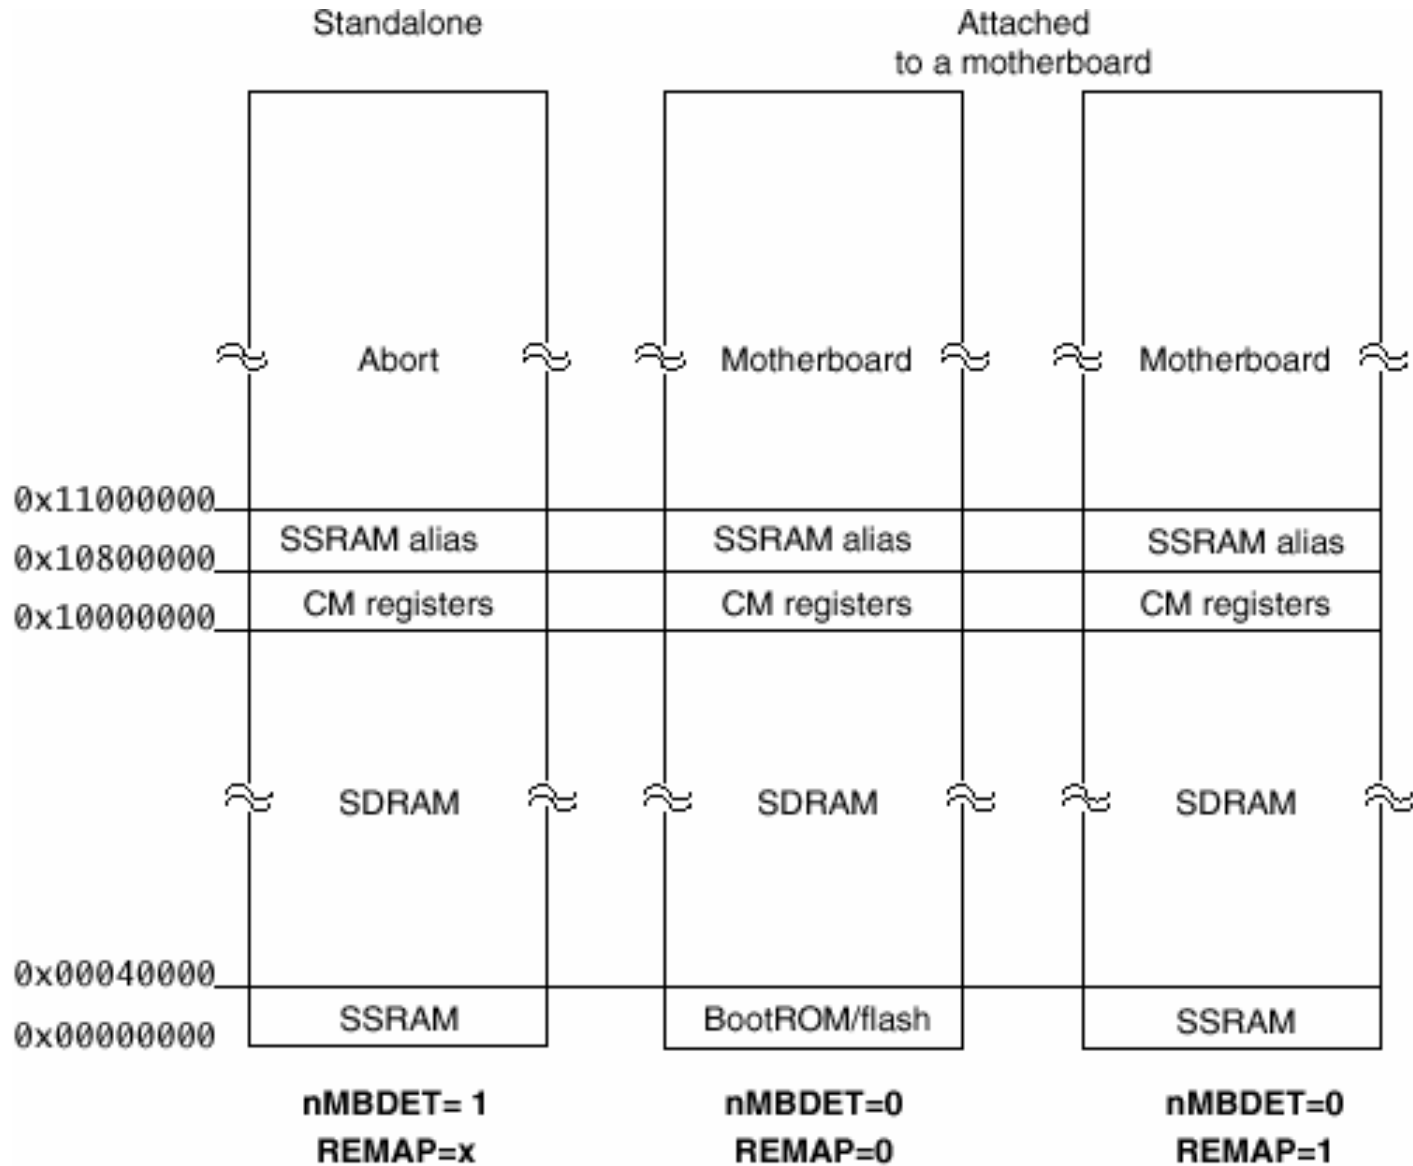 Standalone
Attached
to a motherboard
Abort
Motherboard
Motherboard
0x11000000
SSRAM alias
SSRAM alias
SSRAM alias
0x10800000
CM registers
CM registers
CM registers
0x10000000
SDRAM
SDRAM
SDRAM
0x00040000
SSRAM
BootROM/flash
SSRAM
0x00000000
nMBDET= 1
nMBDET=0
nMBDET=0
REMAP=x
REMAP=0
REMAP=1